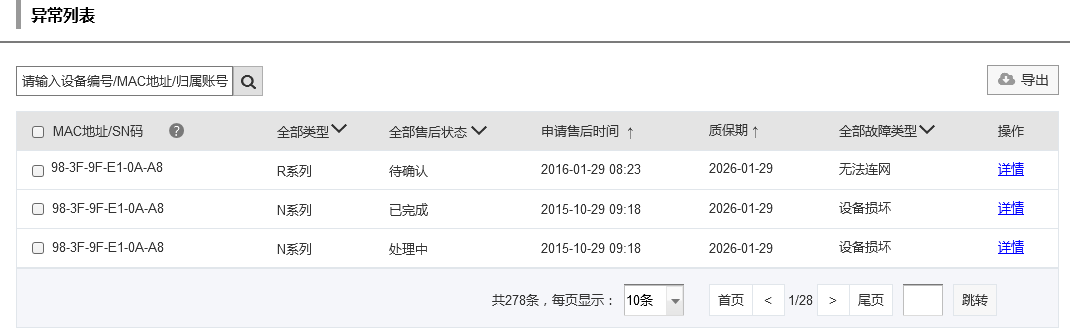 异常列表
请输入设备编号/MAC地址/归属账号 导出
MAC地址/SN码 ? 全部类型 全部售后状态 申请售后时间 ↑ 质保期↑ 全部故障类型 操作
98-3F-9F-E1-0A-A8 R系列 待确认 2016-01-29 08:23 2026-01-29 无法连网 详情
98-3F-9F-E1-0A-A8 N系列 已完成 2015-10-29 09:18 2026-01-29 设备损坏 详情
98-3F-9F-E1-0A-A8 N系列 处理中 2015-10-29 09:18 2026-01-29 设备损坏 详情
共278条，每页显示： 10条 首页 < 1/28 > 尾页 跳转